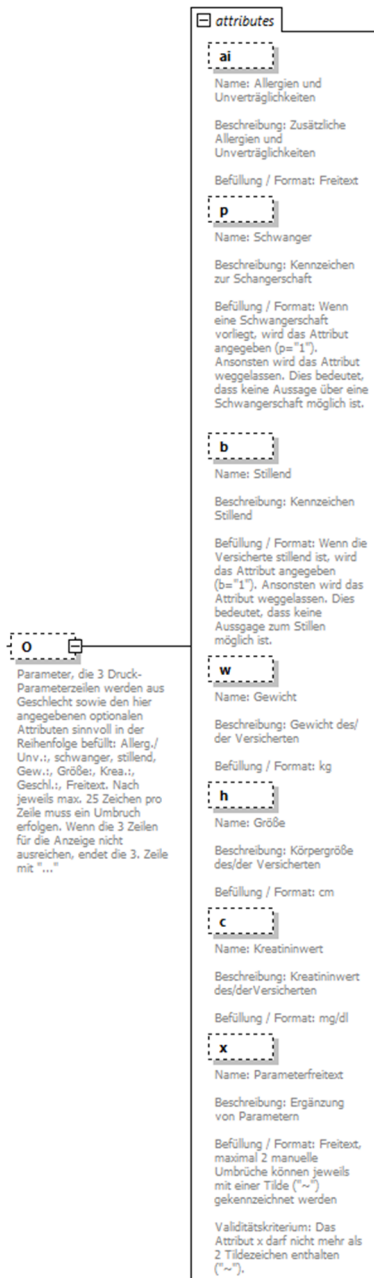 attributes
ai
Name: Allergien und
Unverträglichkeiten
Beschreibung: Zusätzliche
Allergien und
Unverträglichkeiten
Befüllung / Format: Freitext
p
Name: Schwanger
Beschreibung: Kennzeichen
zur Schangerschaft
Befüllung / Format: Wenn
eine Schwangerschaft
vorliegt, wird das Attribut
angegeben (p="1").
Ansonsten wird das Attribut
weggelassen. Dies bedeutet,
dass keine Aussage über eine
Schwangerschaft möglich ist.
b
Name: Stillend
Beschreibung: Kennzeichen
Stillend
Befüllung / Format: Wenn die
Versicherte stillend ist, wird
das Attribut angegeben
(b="1"). Ansonsten wird das
Attribut weggelassen. Dies
bedeutet, dass keine
Aussgage zum Stillen
möglich ist.
O
Parameter, die 3 Druck-
Parameterzeilen werden aus
Geschlecht sowie den hier
angegebenen optionalen
Attributen sinnvoll in der
Reihenfolge befüllt: Allerg./
Unv.:, schwanger, stillend,
Gew.:, Größe:, Krea.:,
Geschl.:, Freitext. Nach
jeweils max. 25 Zeichen pro
Zeile muss ein Umbruch
erfolgen. Wenn die 3 Zeilen
für die Anzeige nicht
ausreichen, endet die 3. Zeile
mit "..."
w
Name: Gewicht
Beschreibung: Gewicht des/
der Versicherten
Befüllung / Format: kg
h
Name: Größe
Beschreibung: Körpergröße
des/der Versicherten
Befüllung / Format: cm
c
Name: Kreatininwert
Beschreibung: Kreatininwert
des/derVersicherten
Befüllung / Format: mg/dl
x
Name: Parameterfreitext
Beschreibung: Ergänzung
von Parametern
Befüllung / Format: Freitext,
maximal 2 manuelle
Umbrüche können jeweils
mit einer Tilde ("~")
gekennzeichnet werden
Validitätskriterium: Das
Attribut x darf nicht mehr als
2 Tildezeichen enthalten
("~").